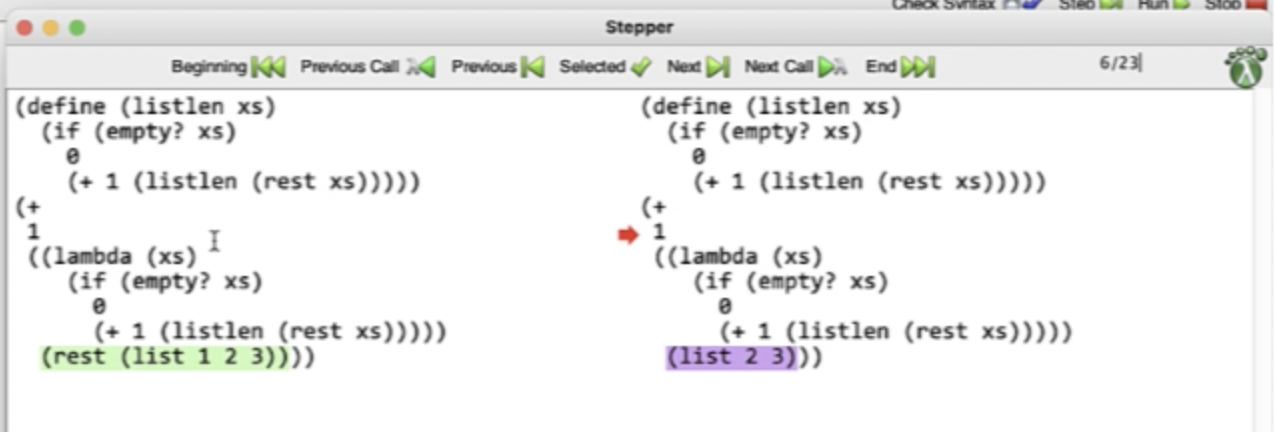 Check Syntax Step Run Stop
Stepper
Beginning Previous Call Previous Selected Next Next Call End 6/23
(define (listlen xs)
(if (empty? xs)
0
(+ 1 (listlen (rest xs)))))
(+
1
((lambda (xs)
(if (empty? xs)
0
(+ 1 (listlen (rest xs)))))
(rest (list 1 2 3))))
(define (listlen xs)
(if (empty? xs)
0
(+ 1 (listlen (rest xs)))))
(+
1
((lambda (xs)
(if (empty? xs)
0
(+ 1 (listlen (rest xs)))))
(list 2 3)))